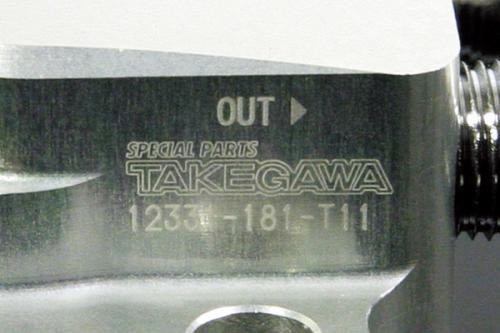 OUT ▶
SPECIAL PARTS
TAKEGAWA